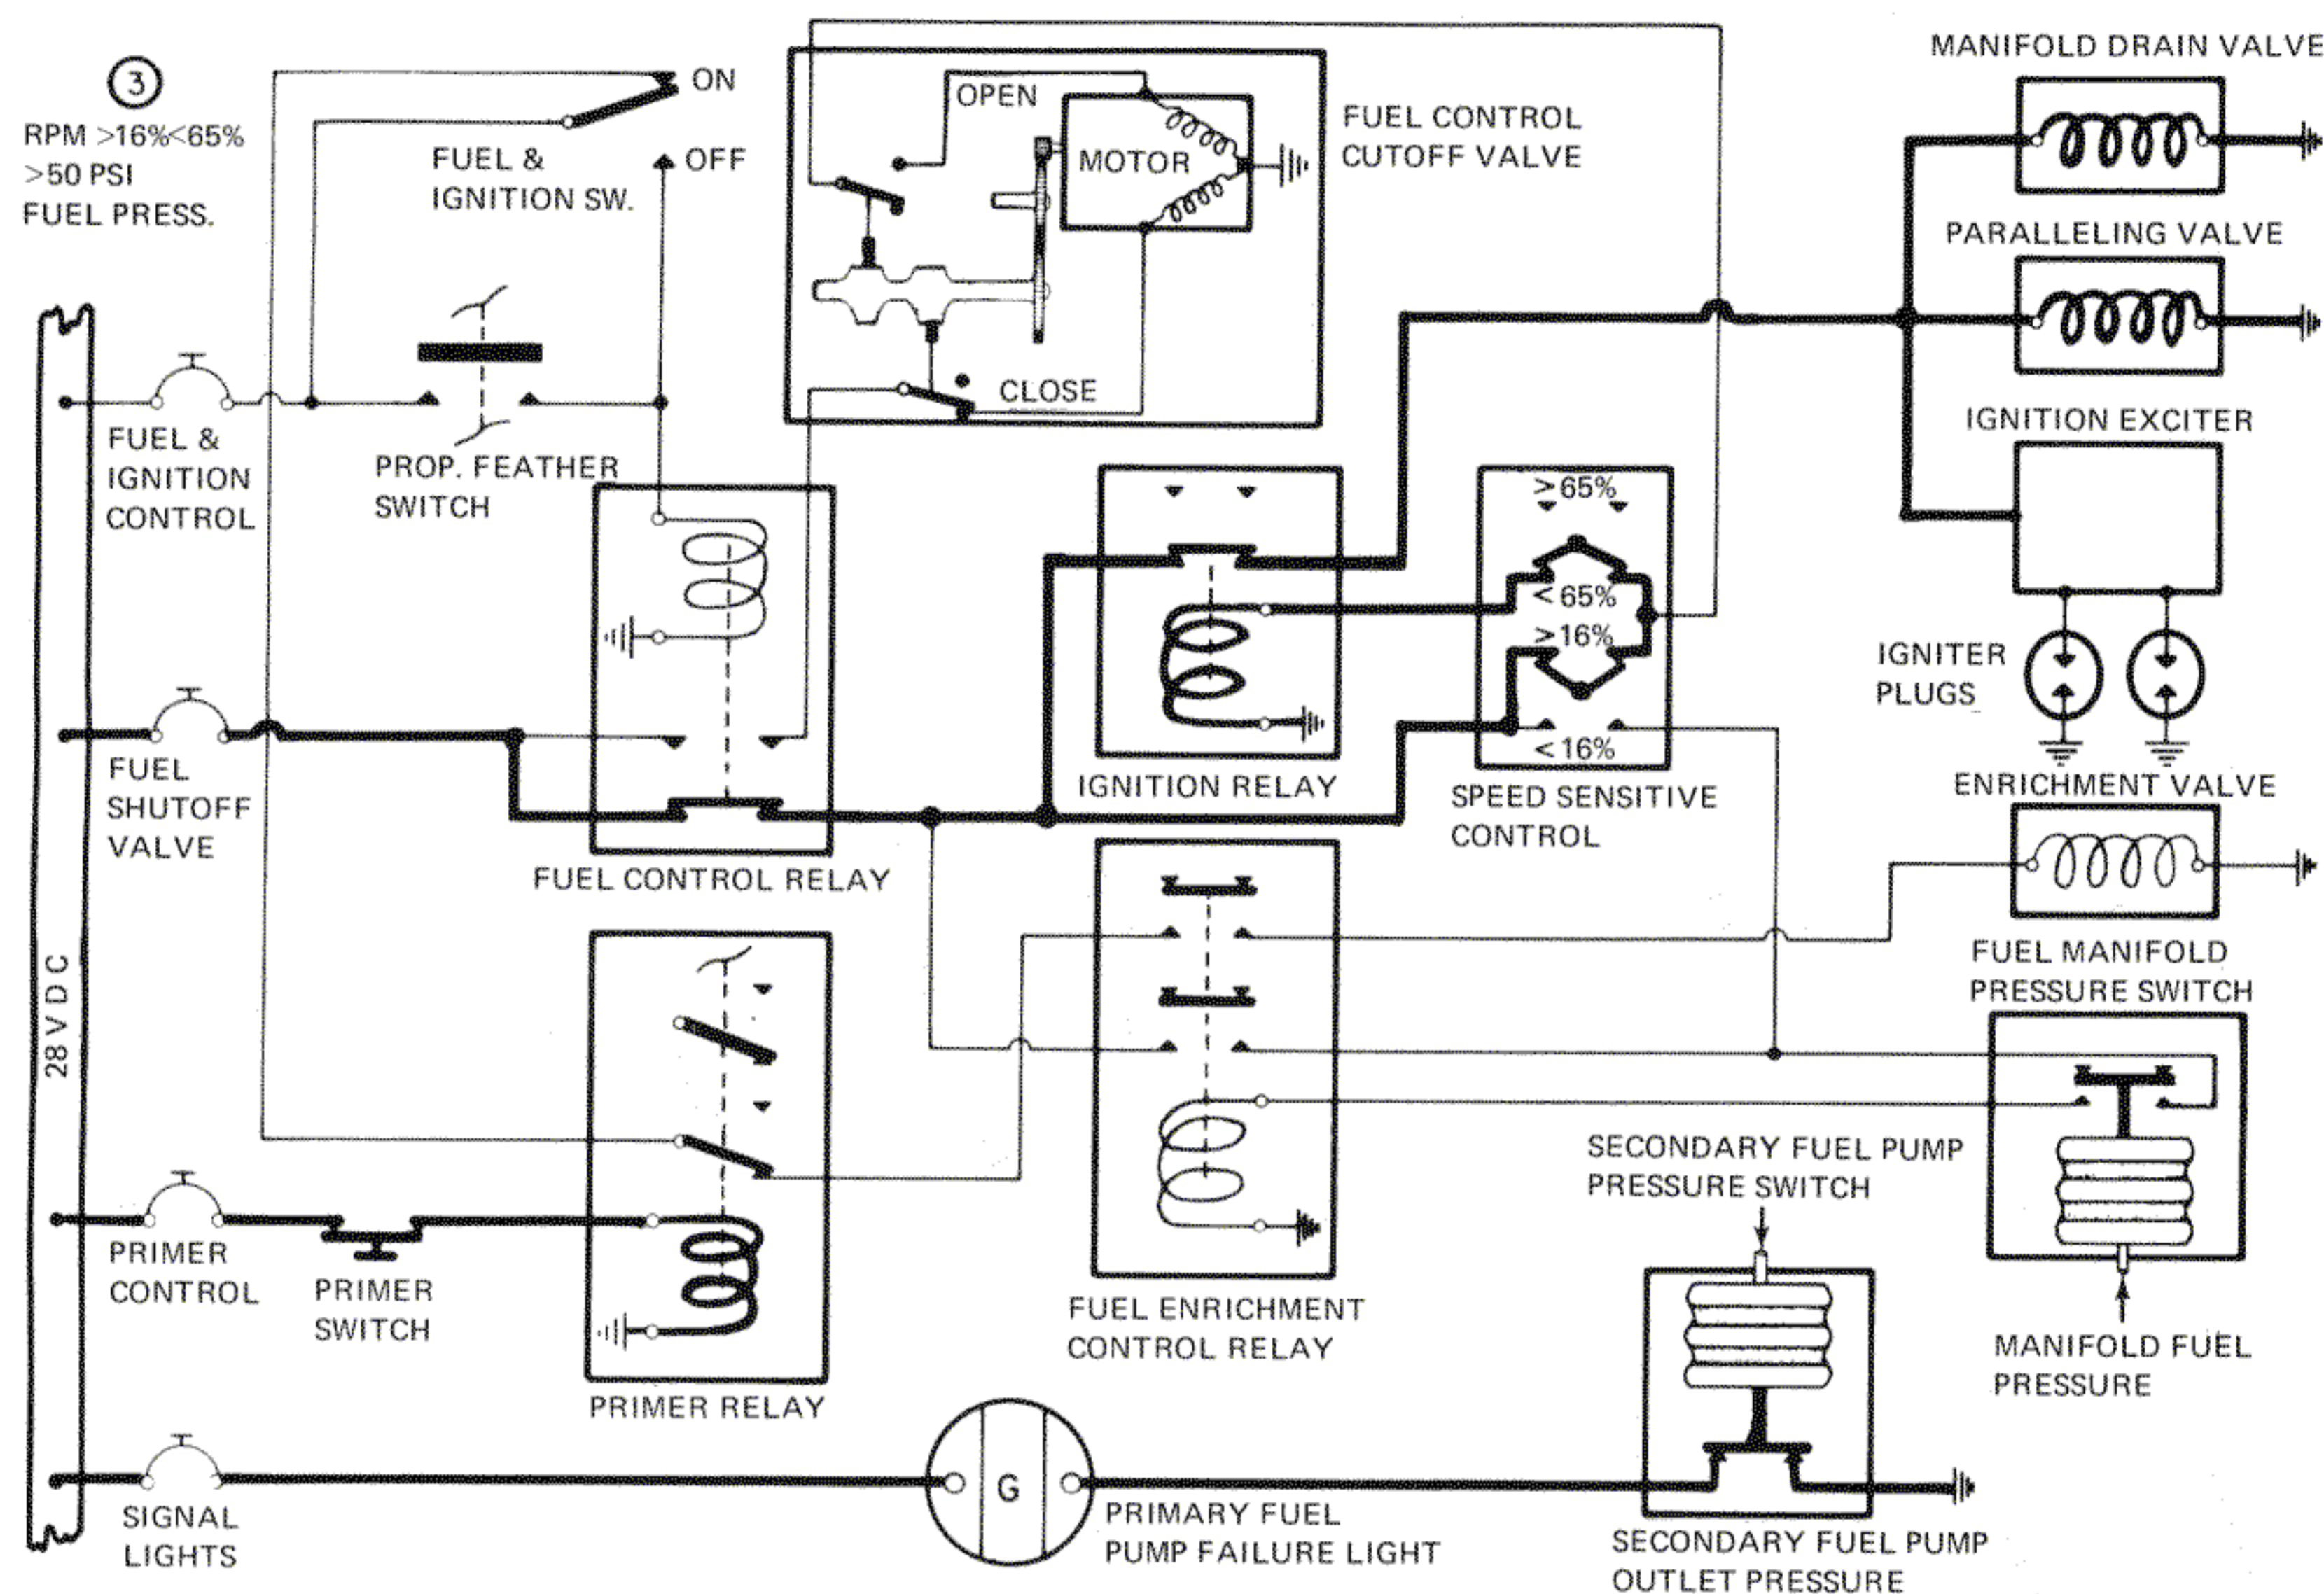 3
RPM >16%<65%
>50 PSI
FUEL PRESS.
ON
FUEL &
IGNITION SW.
OFF
OPEN
MOTOR
CLOSE
FUEL CONTROL
CUTOFF VALVE
MANIFOLD DRAIN VALVE
PARALLELING VALVE
IGNITION EXCITER
IGNITER
PLUGS
FUEL &
IGNITION
CONTROL
PROP. FEATHER
SWITCH
>65%
<65%
>16%
<16%
IGNITION RELAY
SPEED SENSITIVE
CONTROL
ENRICHMENT VALVE
FUEL
SHUTOFF
VALVE
FUEL CONTROL RELAY
28 VDC
FUEL MANIFOLD
PRESSURE SWITCH
SECONDARY FUEL PUMP
PRESSURE SWITCH
PRIMER
CONTROL
PRIMER
SWITCH
PRIMER RELAY
FUEL ENRICHMENT
CONTROL RELAY
MANIFOLD FUEL
PRESSURE
SIGNAL
LIGHTS
G
PRIMARY FUEL
PUMP FAILURE LIGHT
SECONDARY FUEL PUMP
OUTLET PRESSURE